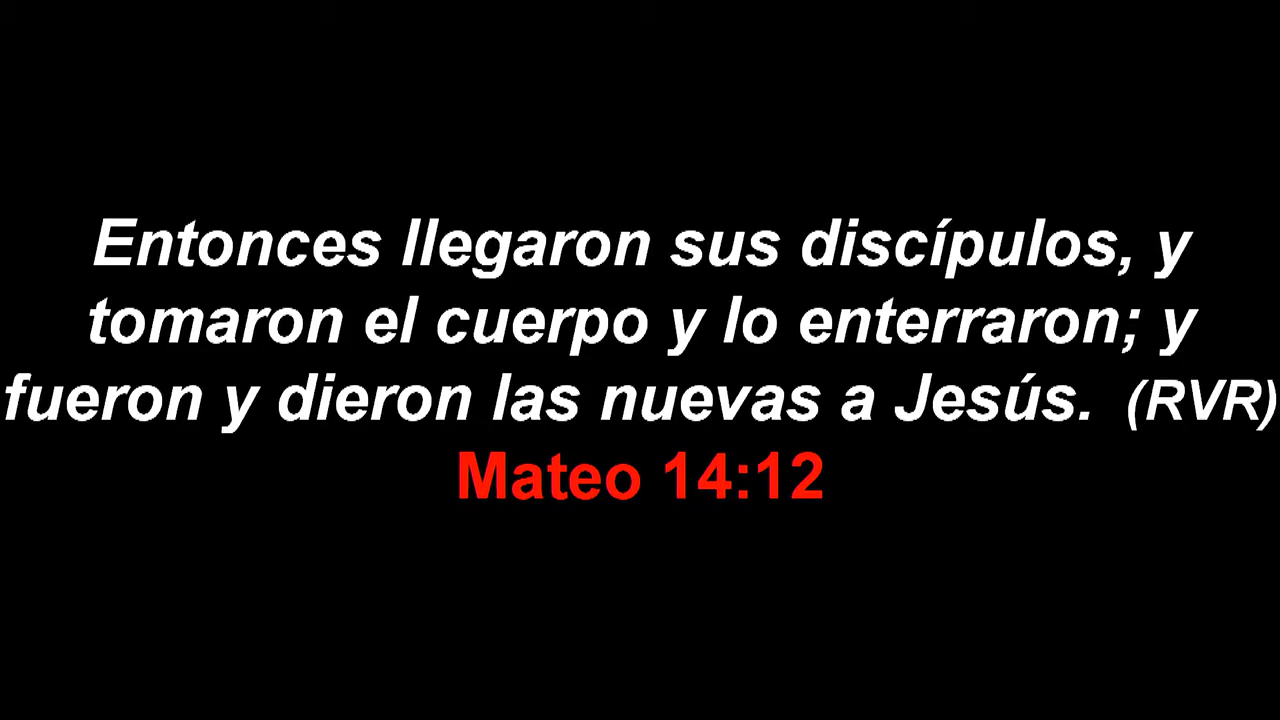 Entonces llegaron sus discípulos, y
tomaron el cuerpo y lo enterraron; y
fueron y dieron las nuevas a Jesús. (RVR)
Mateo 14:12